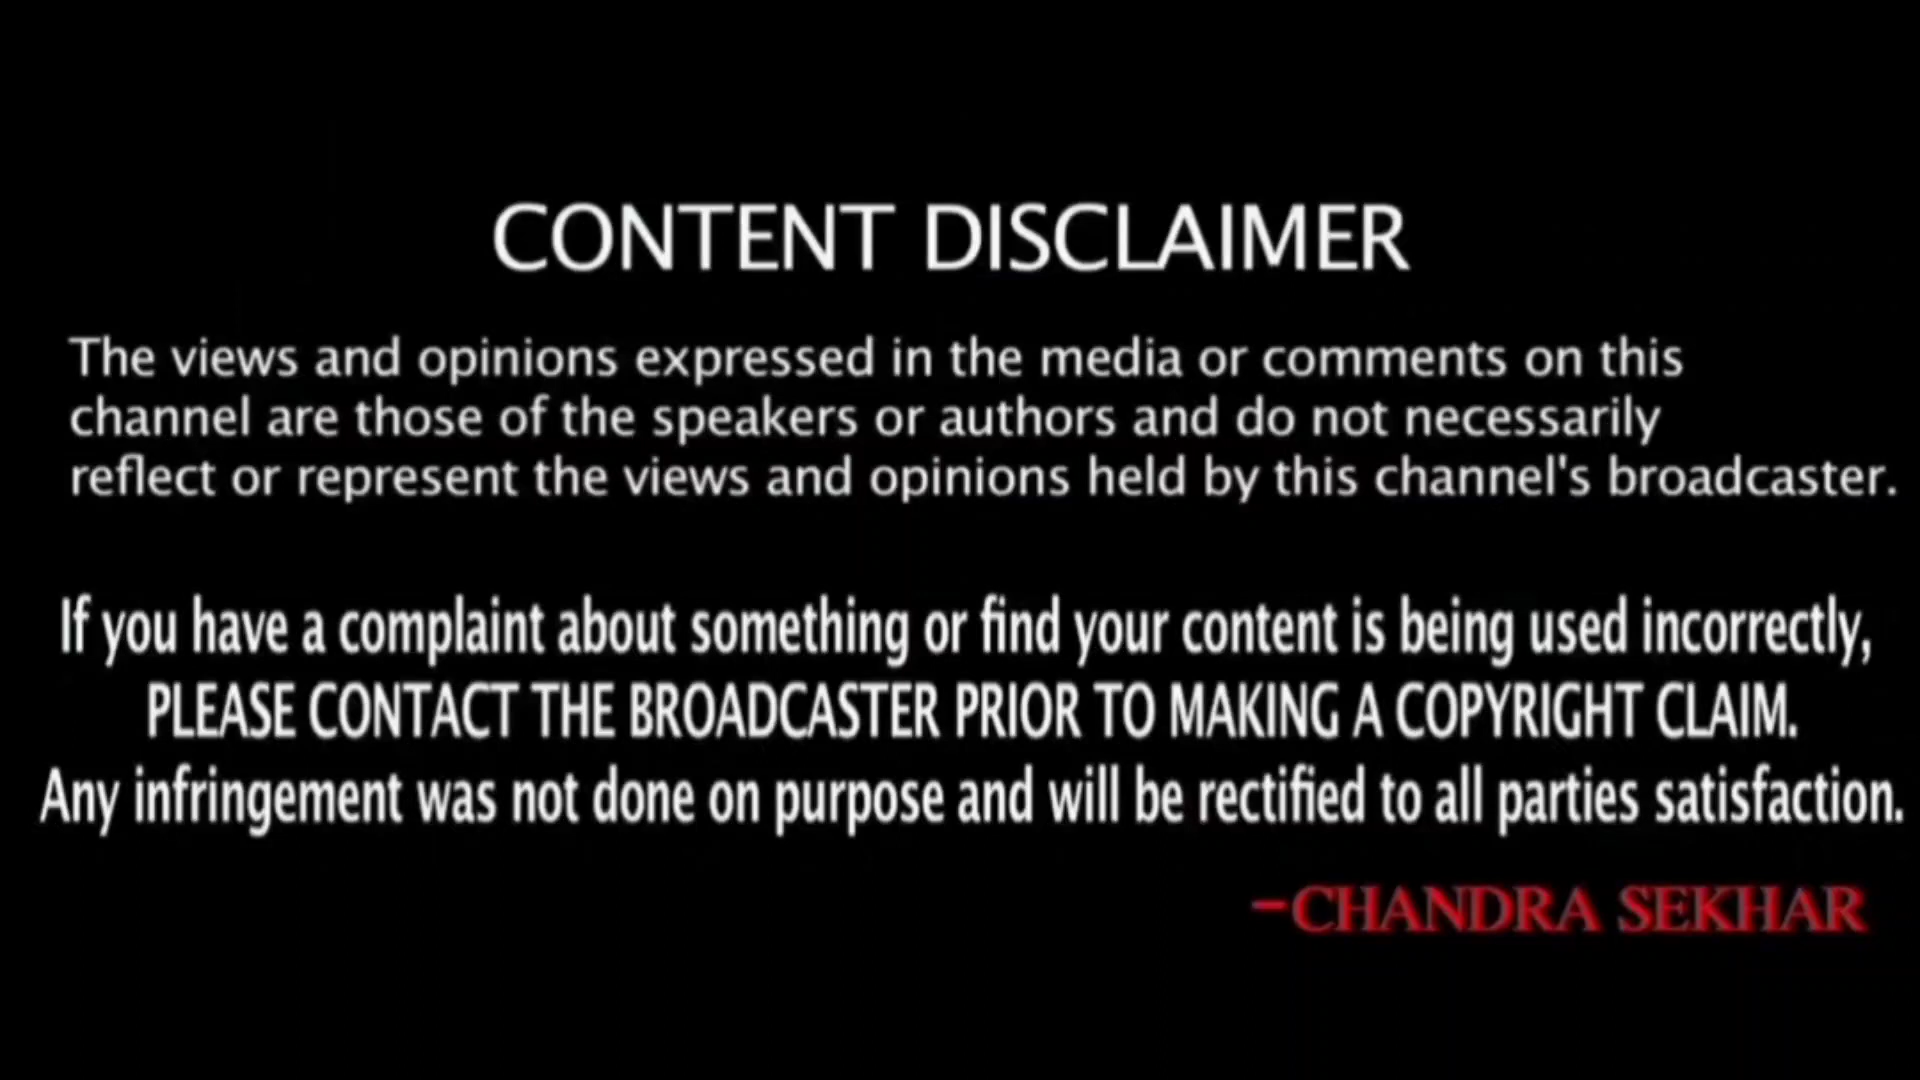 CONTENT DISCLAIMER
The views and opinions expressed in the media or comments on this
channel are those of the speakers or authors and do not necessarily
reflect or represent the views and opinions held by this channel's broadcaster.
If you have a complaint about something or find your content is being used incorrectly,
PLEASE CONTACT THE BROADCASTER PRIOR TO MAKING A COPYRIGHT CLAIM.
Any infringement was not done on purpose and will be rectified to all parties satisfaction.
-CHANDRA SEKHAR